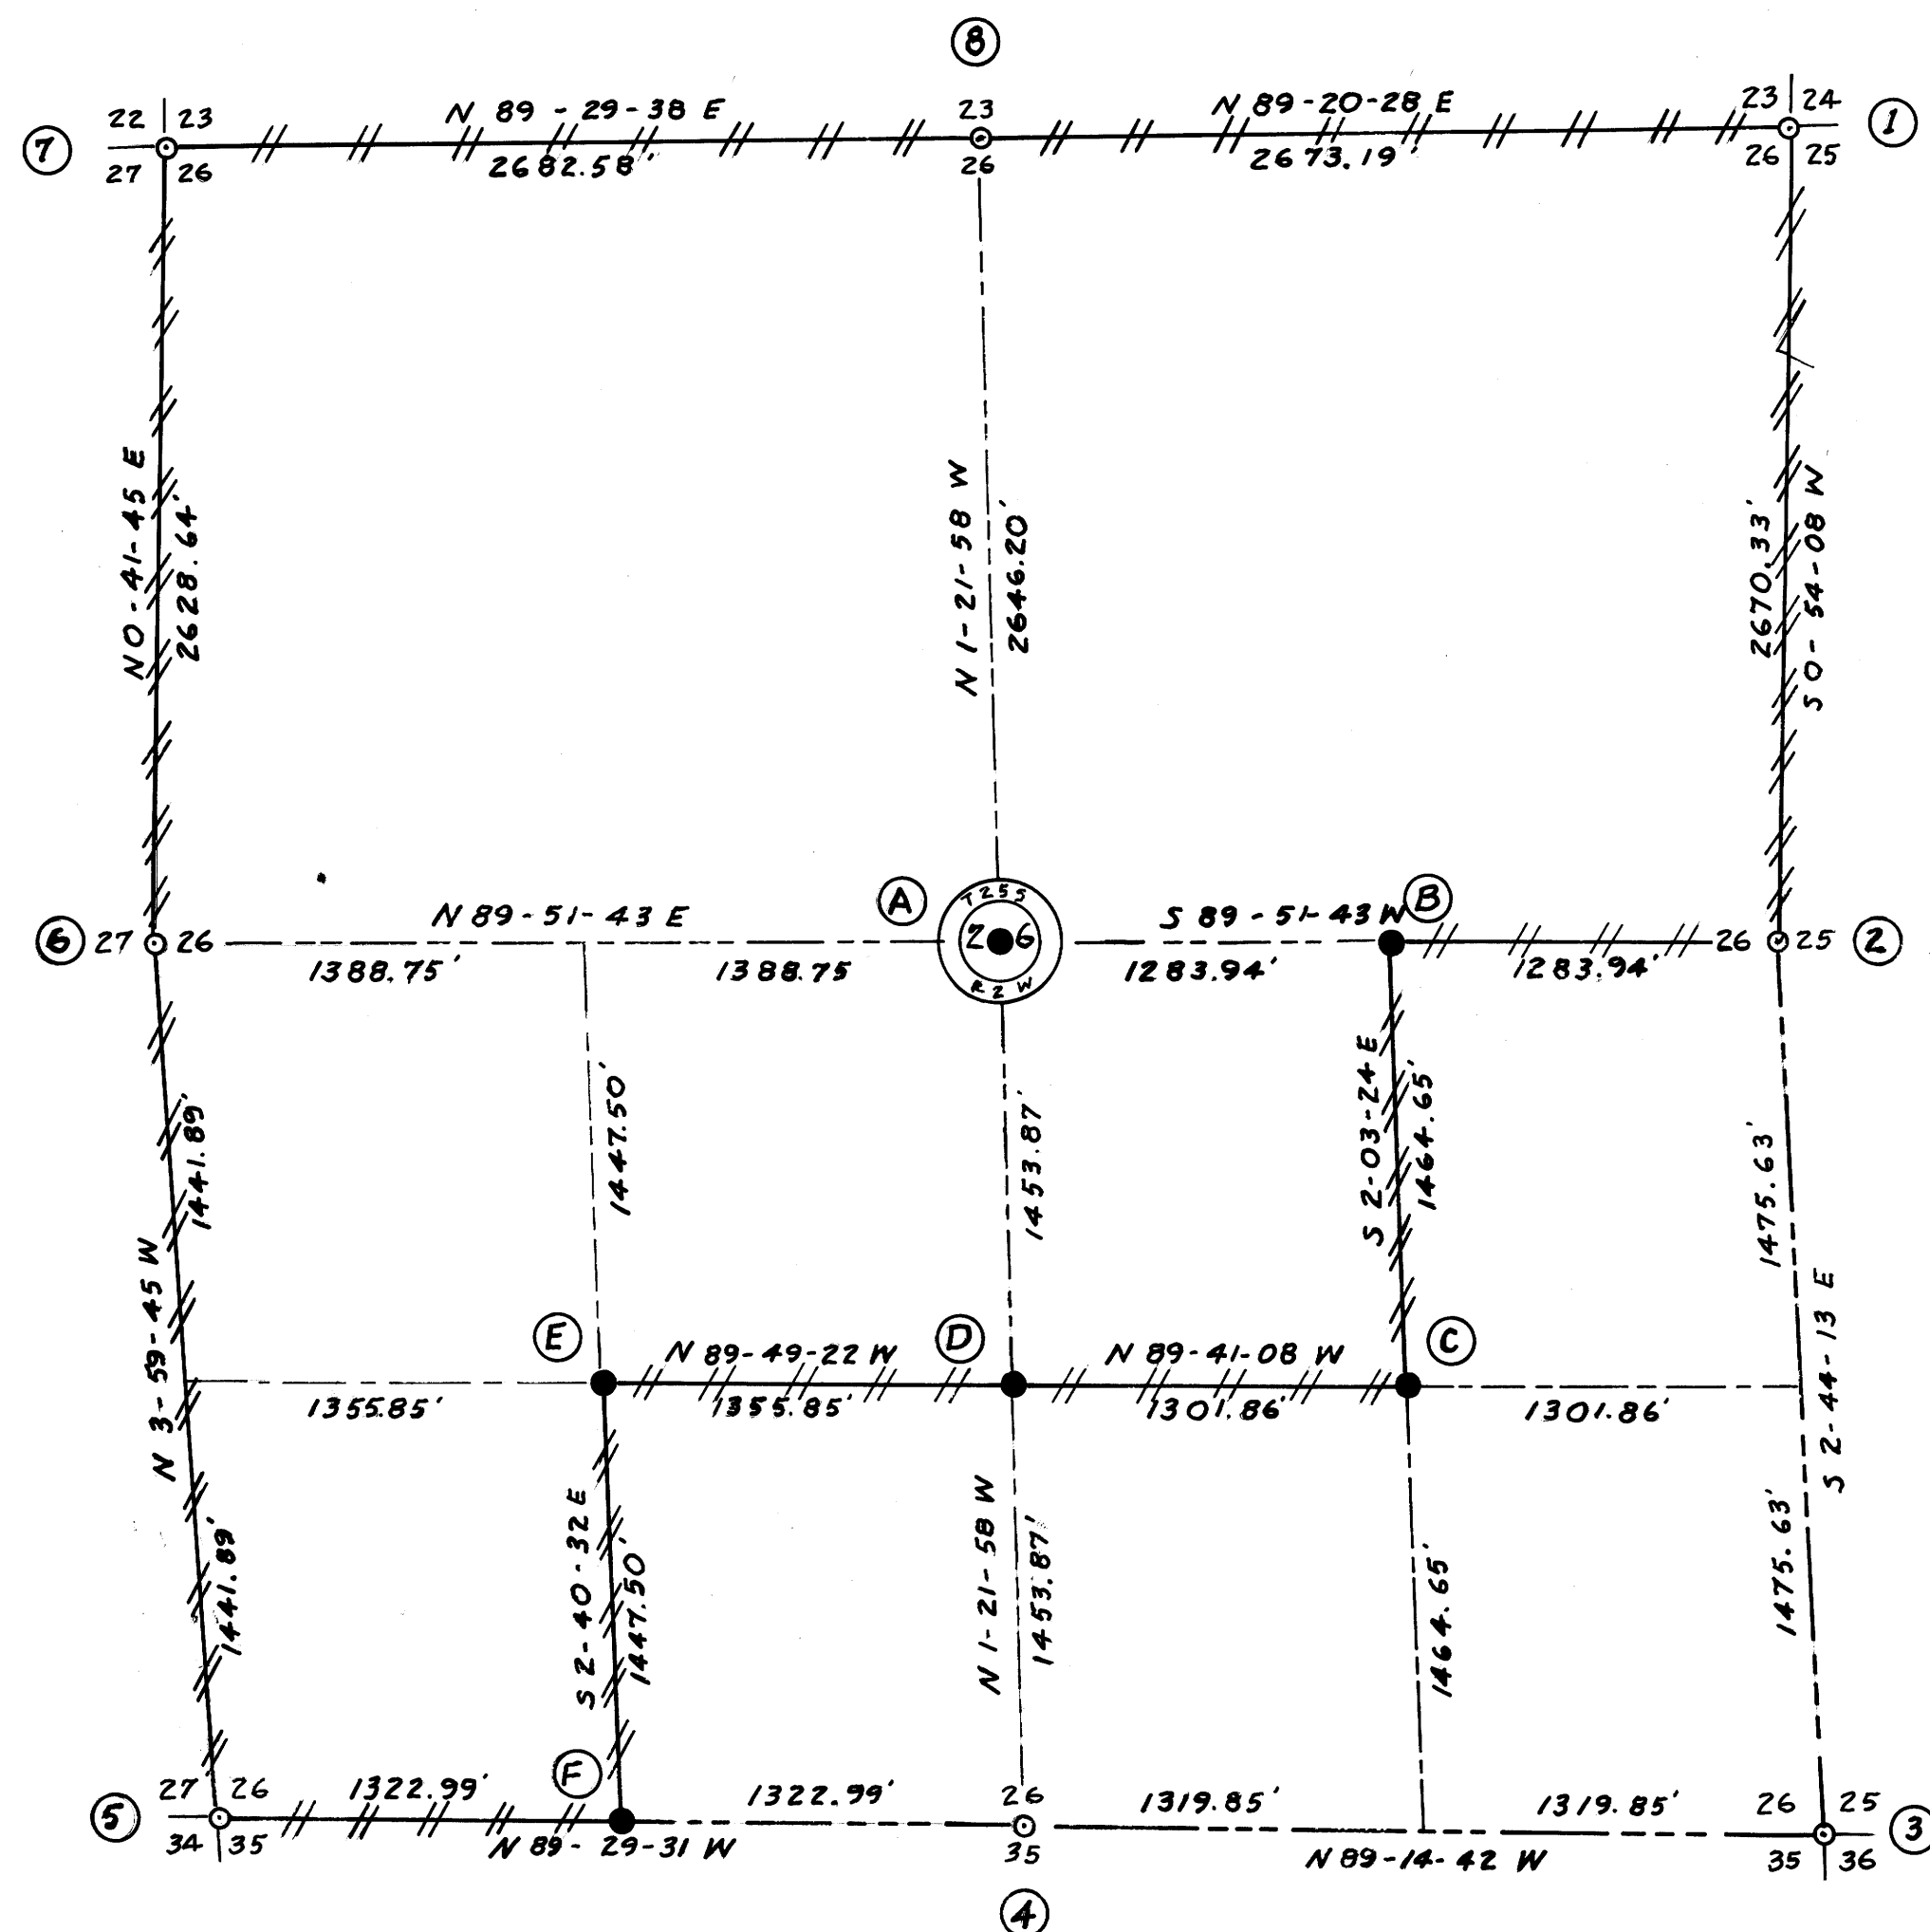 8
N 89-29-38 E
N 89-20-28 E
22 23
23
23 24
1
7
2682.58'
2673.19'
27 26
26
26 25
N0-41-45 E
2628.64'
N 1-21-58 W
2646.20'
2670.33'
S 0-54-08 W
A
B
T25S
N 89-51-43 E
S 89-51-43 W
6
27
26
26
26
25
2
R2W
1388.75'
1388.75
1283.94'
1283.94'
1441.89'
1447.50'
1453.87'
S 2-03-24 E
1464.65'
1475.63'
N 3-59-45 W
S 2-44-13 E
E
D
C
N 89-49-22 W
N 89-41-08 W
1355.85'
1355.85'
1301.86'
1301.86'
1441.89'
S 2-40-32 E
1447.50'
N 1-21-58 W
1453.87'
1464.65'
1475.63'
F
27 26
1322.99'
1322.99'
26
1319.85'
1319.85'
26 25
5
3
34 35
N 89-29-31 W
35
N 89-14-42 W
35 36
4